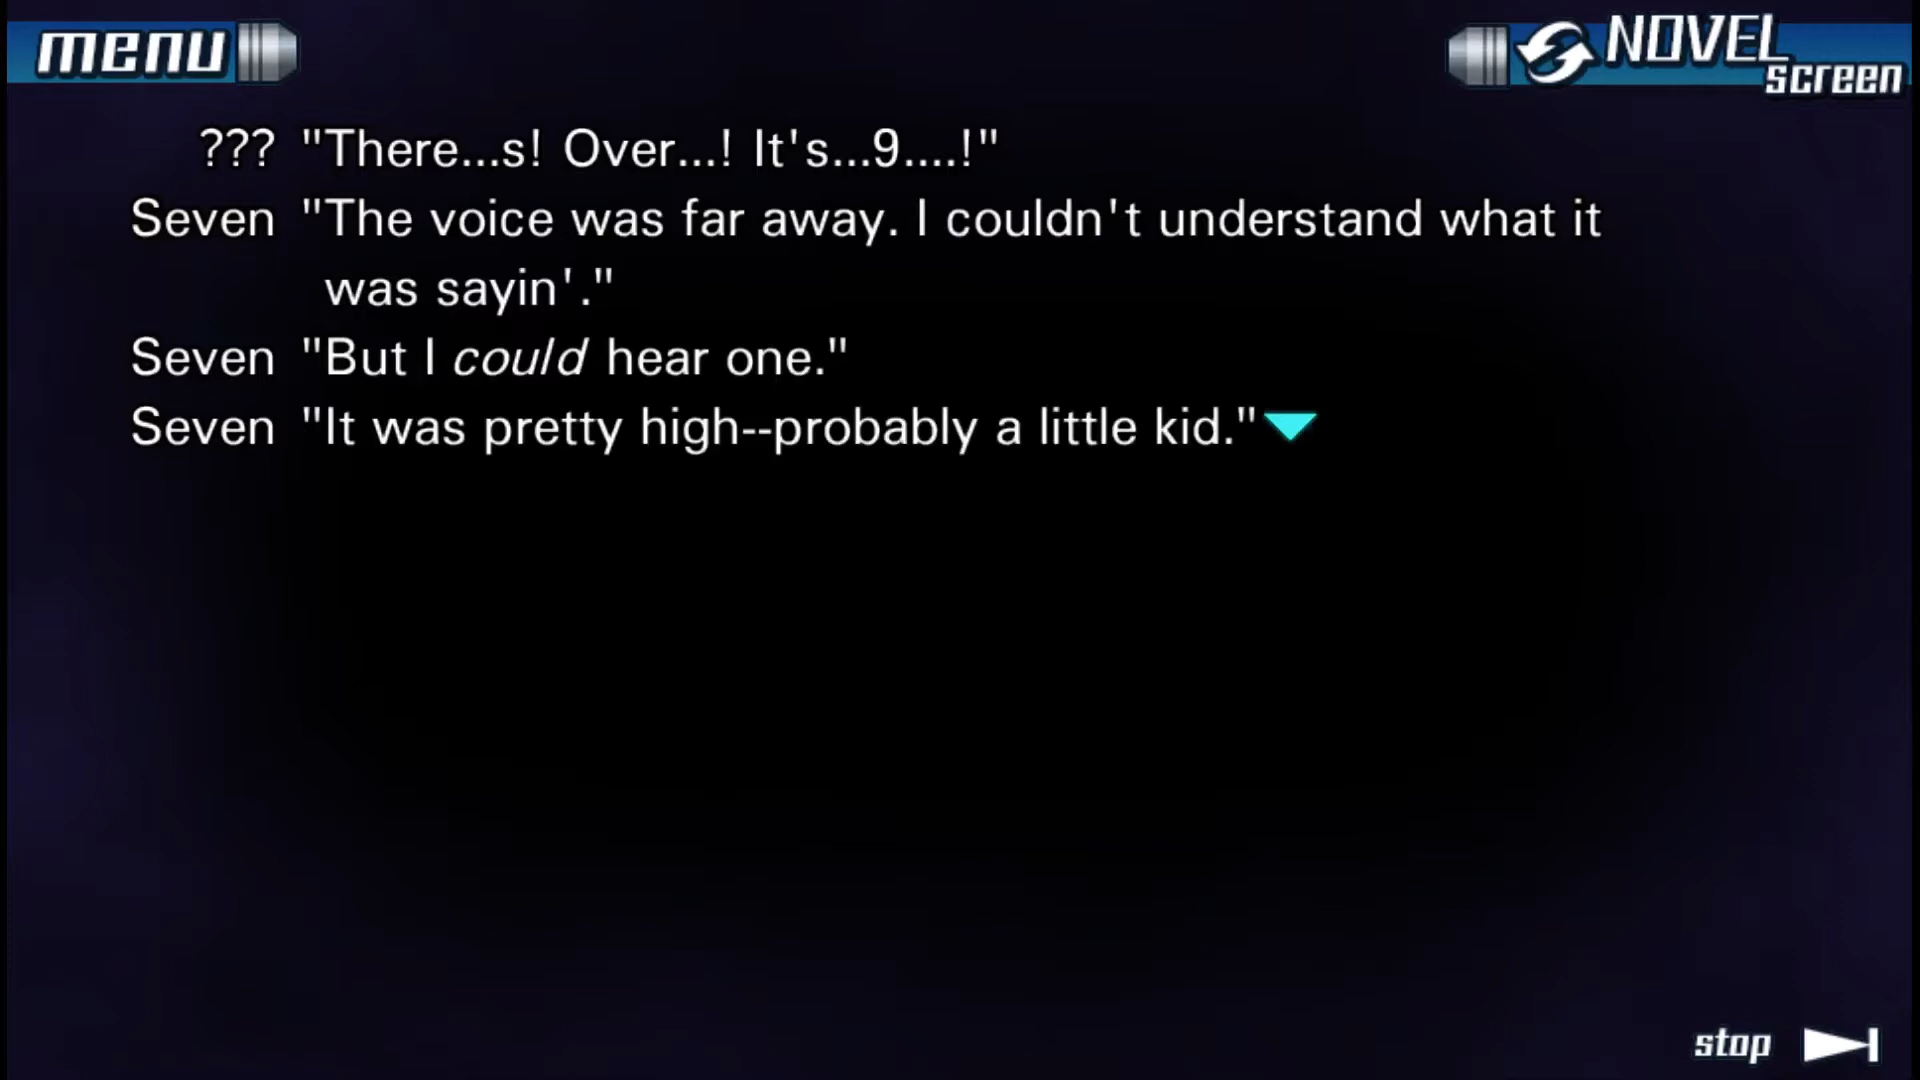 menu
NOVEL
screen
??? "There...s! Over...! It's...9....!"
Seven "The voice was far away. I couldn't understand what it
was sayin'."
Seven "But I could hear one."
Seven "It was pretty high--probably a little kid."
stop